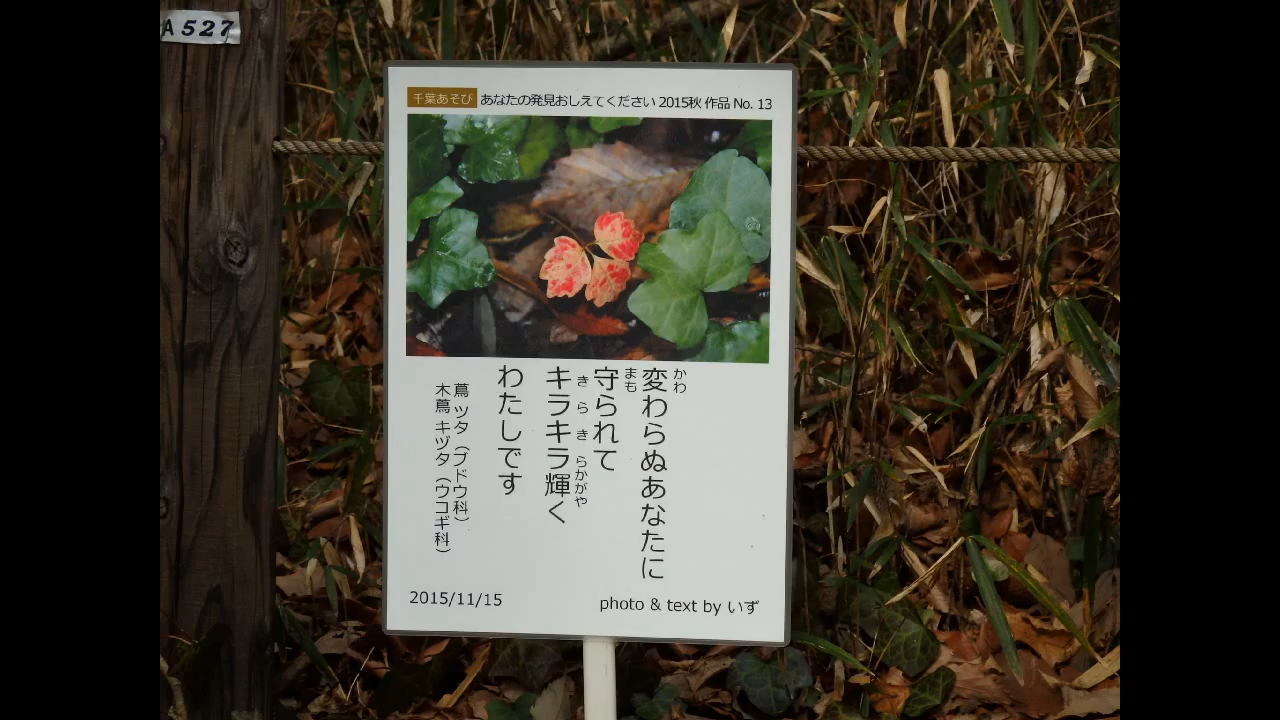 A 527
千葉あそび あなたの発見おしえてください 2015秋 作品 No. 13
かわ
変わらぬあなたに
まも
守られて
きらきらかがや
キラキラ輝く
わたしです
蔦 ツタ（ブドウ科）
木蔦 キヅタ（ウコギ科）
2015/11/15
photo & text by いず